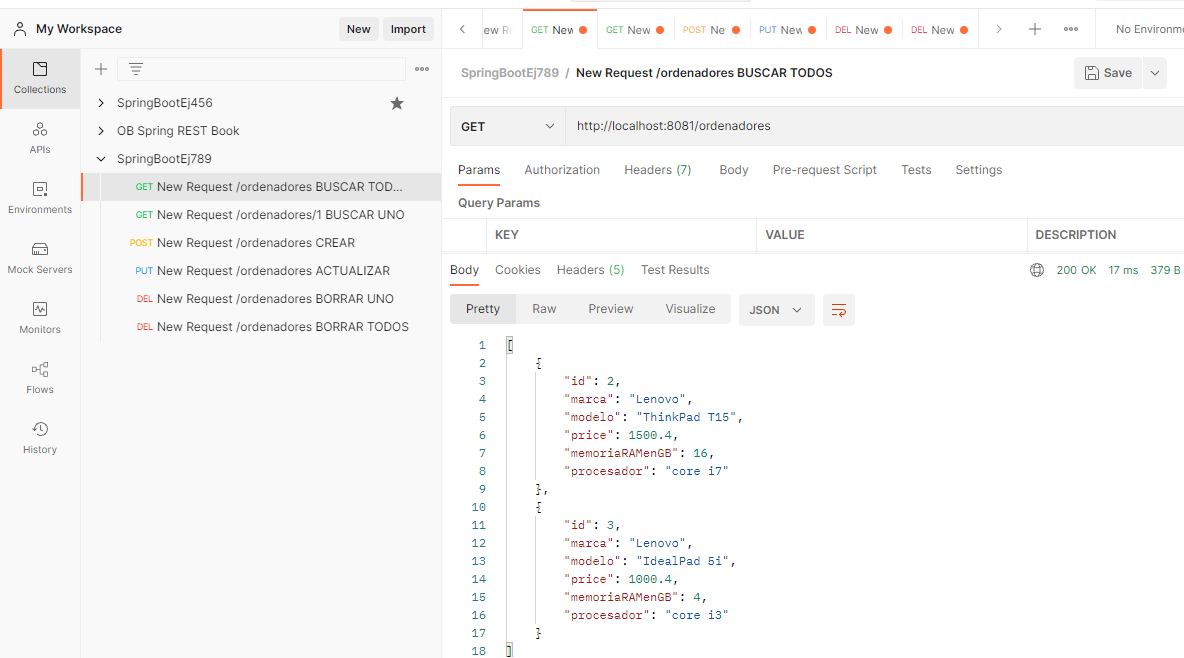 My Workspace
New
Import
GET New
GET New
POST Ne
PUT New
DEL New
DEL New
No Environm
Collections
APIs
Environments
Mock Servers
Monitors
Flows
History
SpringBootEj456
OB Spring REST Book
SpringBootEj789
GET New Request /ordenadores BUSCAR TOD...
GET New Request /ordenadores/1 BUSCAR UNO
POST New Request /ordenadores CREAR
PUT New Request /ordenadores ACTUALIZAR
DEL New Request /ordenadores BORRAR UNO
DEL New Request /ordenadores BORRAR TODOS
SpringBootEj789 / New Request /ordenadores BUSCAR TODOS
Save
GET
http://localhost:8081/ordenadores
Params Authorization Headers (7) Body Pre-request Script Tests Settings
Query Params
KEY VALUE DESCRIPTION
Body Cookies Headers (5) Test Results
200 OK 17 ms 379 B
Pretty Raw Preview Visualize JSON
1 [
2 {
3 "id": 2,
4 "marca": "Lenovo",
5 "modelo": "ThinkPad T15",
6 "price": 1500.4,
7 "memoriaRAMenGB": 16,
8 "procesador": "core i7"
9 },
10 {
11 "id": 3,
12 "marca": "Lenovo",
13 "modelo": "IdealPad 5i",
14 "price": 1000.4,
15 "memoriaRAMenGB": 4,
16 "procesador": "core i3"
17 }
18 ]